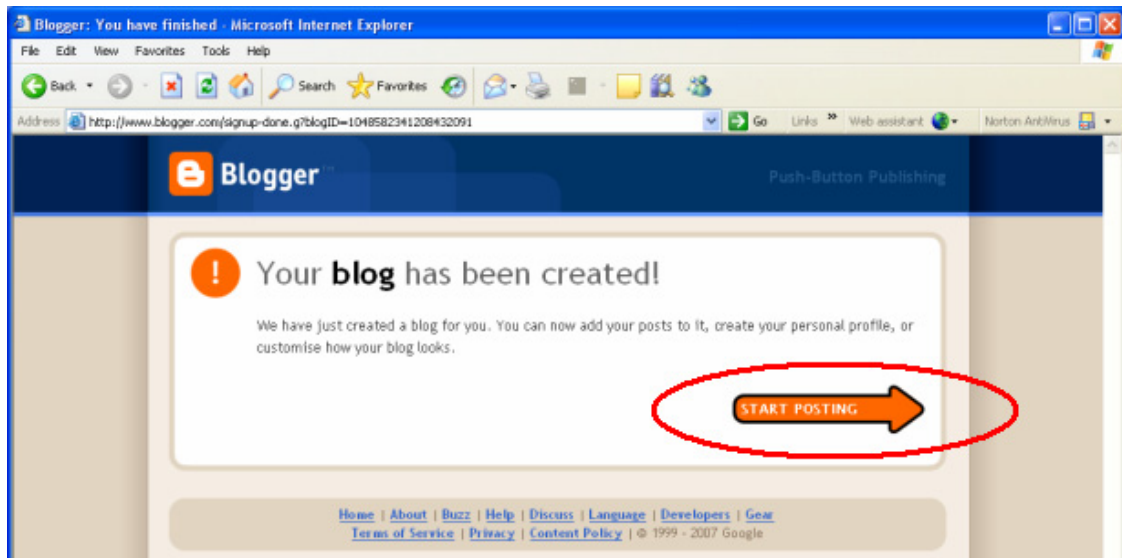 Blogger: You have finished - Microsoft Internet Explorer
File Edit View Favorites Tools Help
Back Search Favorites
Address http://www.blogger.com/signup-done.g?blogID=1048582341208432091 Go Links » Web assistant Norton AntiVirus
Blogger™ Push-Button Publishing
! Your blog has been created!
We have just created a blog for you. You can now add your posts to it, create your personal profile, or
customise how your blog looks.
START POSTING
Home | About | Buzz | Help | Discuss | Language | Developers | Gear
Terms of Service | Privacy | Content Policy | © 1999 - 2007 Google